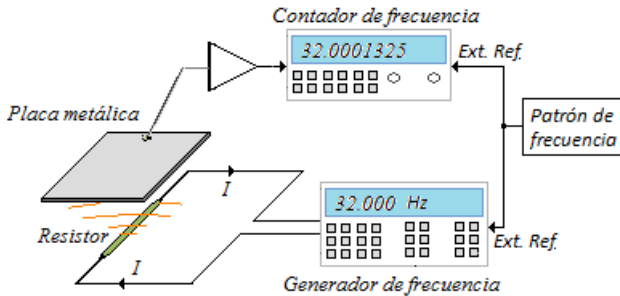 Contador de frecuencia
32.0001325
Ext. Ref.
Placa metálica
Patrón de
frecuencia
I
32.000 Hz
Resistor
Ext. Ref.
I
Generador de frecuencia